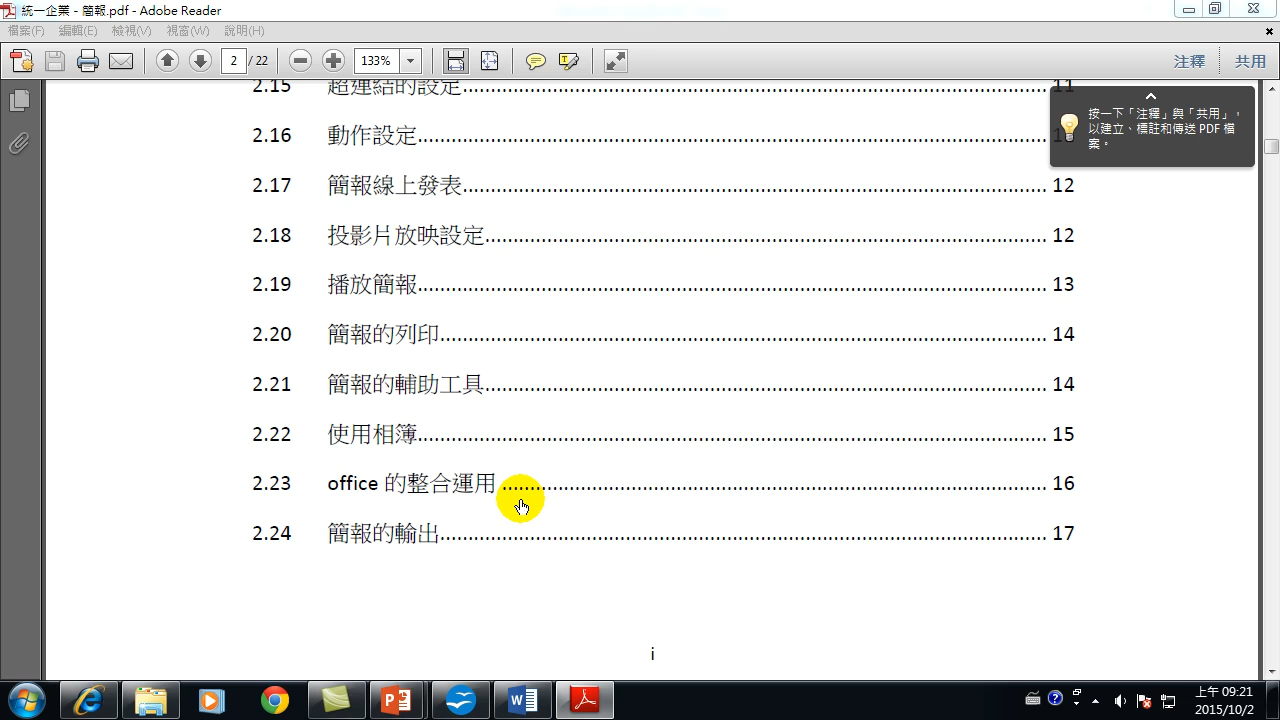 統一企業 - 簡報.pdf - Adobe Reader
檔案(F) 編輯(E) 檢視(V) 視窗(W) 說明(H)
2 / 22 133% 注釋 共用
2.15 超連結的設定 11
按一下「注釋」與「共用」，
以建立、標註和傳送 PDF 檔
案。
2.16 動作設定
2.17 簡報線上發表 12
2.18 投影片放映設定 12
2.19 播放簡報 13
2.20 簡報的列印 14
2.21 簡報的輔助工具 14
2.22 使用相簿 15
2.23 office 的整合運用 16
2.24 簡報的輸出 17
i
上午 09:21
2015/10/2